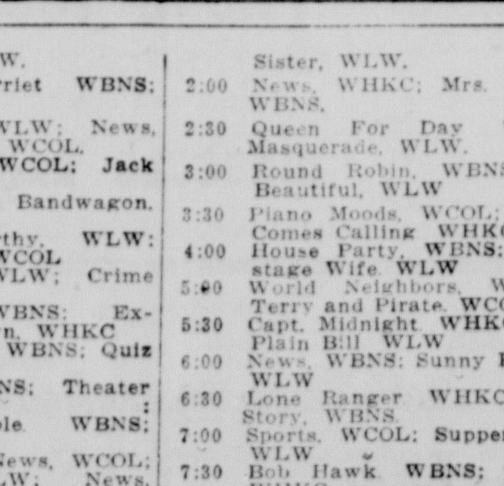 W.
rriet WBNS:
VLW; News,
WCOL.
WCOL: Jack
Bandwagon.
thy, WLW:
WCOL
VLW; Crime
VBNS: Ex-
n. WHKC
WBNS: Quiz
NS; Theater
:
le. WBNS;
News, WCOL;
W: News.
Sister, WLW.
2:00 News, WHKC; Mrs.
WBNS.
2:30 Queen For Day
Masquerade, WLW.
3:00 Round Robin, WBNS
Beautiful, WLW
3:30 Piano Moods, WCOL;
Comes Calling WHKC
4:00 House Party, WBNS;
stage Wife. WLW
5:00 World Neighbors, W
Terry and Pirate. WCO
5:30 Capt. Midnight. WHK
Plain Bill WLW
6:00 News, WBNS; Sunny
WLW
6:30 Lone Ranger WHKC
Story, WBNS.
7:00 Sports, WCOL; Supper
WLW
7:30 Bob Hawk. WBNS;